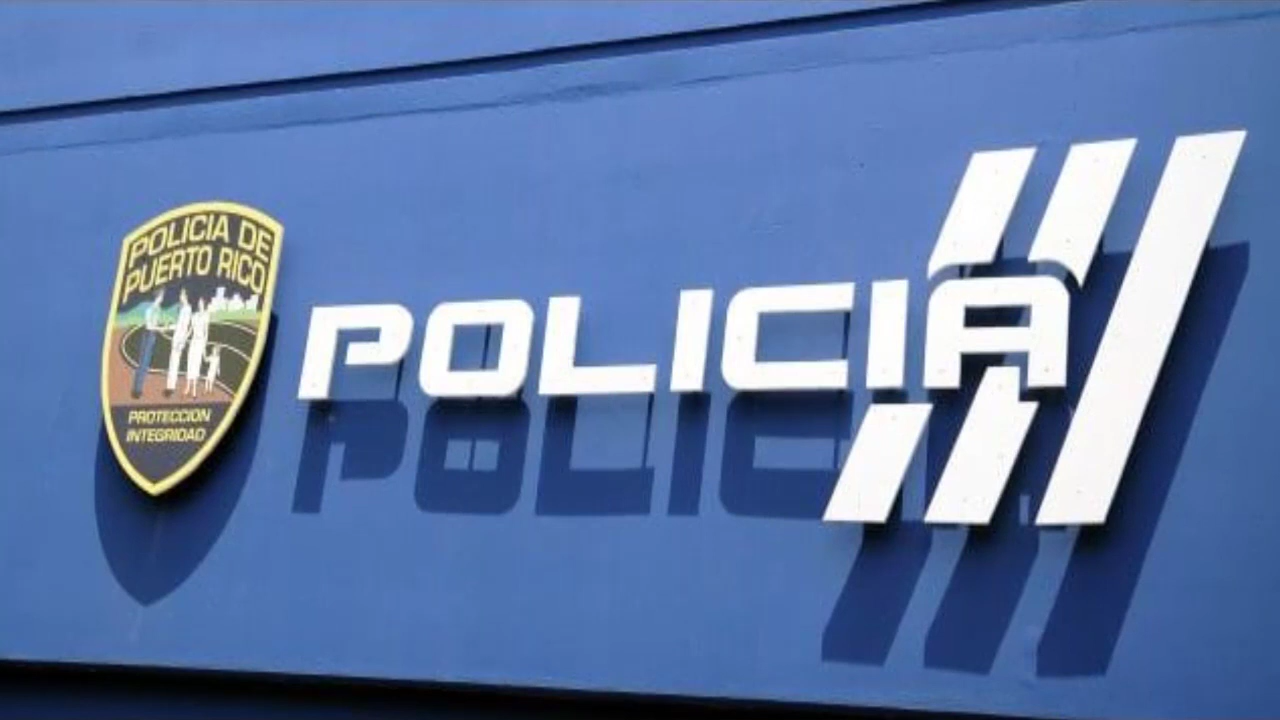 POLICIA DE
PUERTO RICO
PROTECCION
INTEGRIDAD
POLICIA